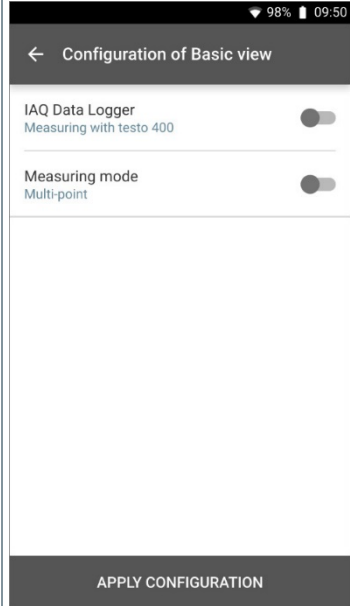 98% 09:50
Configuration of Basic view
IAQ Data Logger
Measuring with testo 400
Measuring mode
Multi-point
APPLY CONFIGURATION